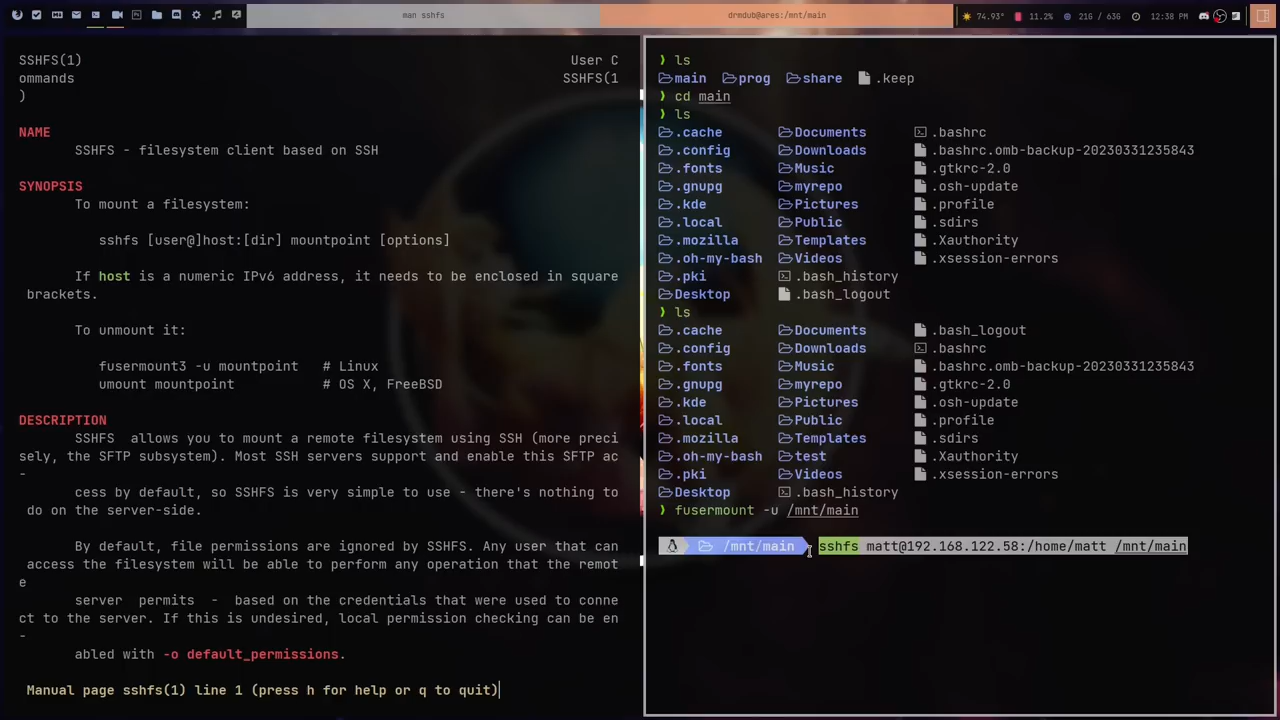 man sshfs
drmdub@ares:/mnt/main
74.93°
11.2%
21G / 63G
12:38 PM
SSHFS(1) User C
ommands SSHFS(1
)
NAME
SSHFS - filesystem client based on SSH
SYNOPSIS
To mount a filesystem:
sshfs [user@]host:[dir] mountpoint [options]
If host is a numeric IPv6 address, it needs to be enclosed in square
brackets.
To unmount it:
fusermount3 -u mountpoint # Linux
umount mountpoint # OS X, FreeBSD
DESCRIPTION
SSHFS allows you to mount a remote filesystem using SSH (more preci
sely, the SFTP subsystem). Most SSH servers support and enable this SFTP ac
-
cess by default, so SSHFS is very simple to use - there's nothing to
do on the server-side.
By default, file permissions are ignored by SSHFS. Any user that can
access the filesystem will be able to perform any operation that the remot
e
server permits - based on the credentials that were used to conne
ct to the server. If this is undesired, local permission checking can be en
-
abled with -o default_permissions.
Manual page sshfs(1) line 1 (press h for help or q to quit)
❯ ls
main prog share .keep
❯ cd main
❯ ls
.cache Documents .bashrc
.config Downloads .bashrc.omb-backup-20230331235843
.fonts Music .gtkrc-2.0
.gnupg myrepo .osh-update
.kde Pictures .profile
.local Public .sdirs
.mozilla Templates .Xauthority
.oh-my-bash Videos .xsession-errors
.pki .bash_history
Desktop .bash_logout
❯ ls
.cache Documents .bash_logout
.config Downloads .bashrc
.fonts Music .bashrc.omb-backup-20230331235843
.gnupg myrepo .gtkrc-2.0
.kde Pictures .osh-update
.local Public .profile
.mozilla Templates .sdirs
.oh-my-bash test .Xauthority
.pki Videos .xsession-errors
Desktop .bash_history
❯ fusermount -u /mnt/main
/mnt/main sshfs matt@192.168.122.58:/home/matt /mnt/main